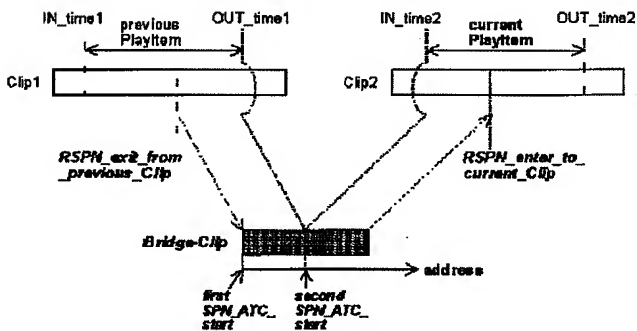 IN_time1
OUT_time1
IN_time2
OUT_time2
previous
PlayItem
current
PlayItem
Clip1
Clip2
RSPN_exit_from
_previous_Clip
RSPN_enter_to_
current_Clip
Bridge-Clip
address
first
SPN_ATC_
start
second
SPN_ATC_
start